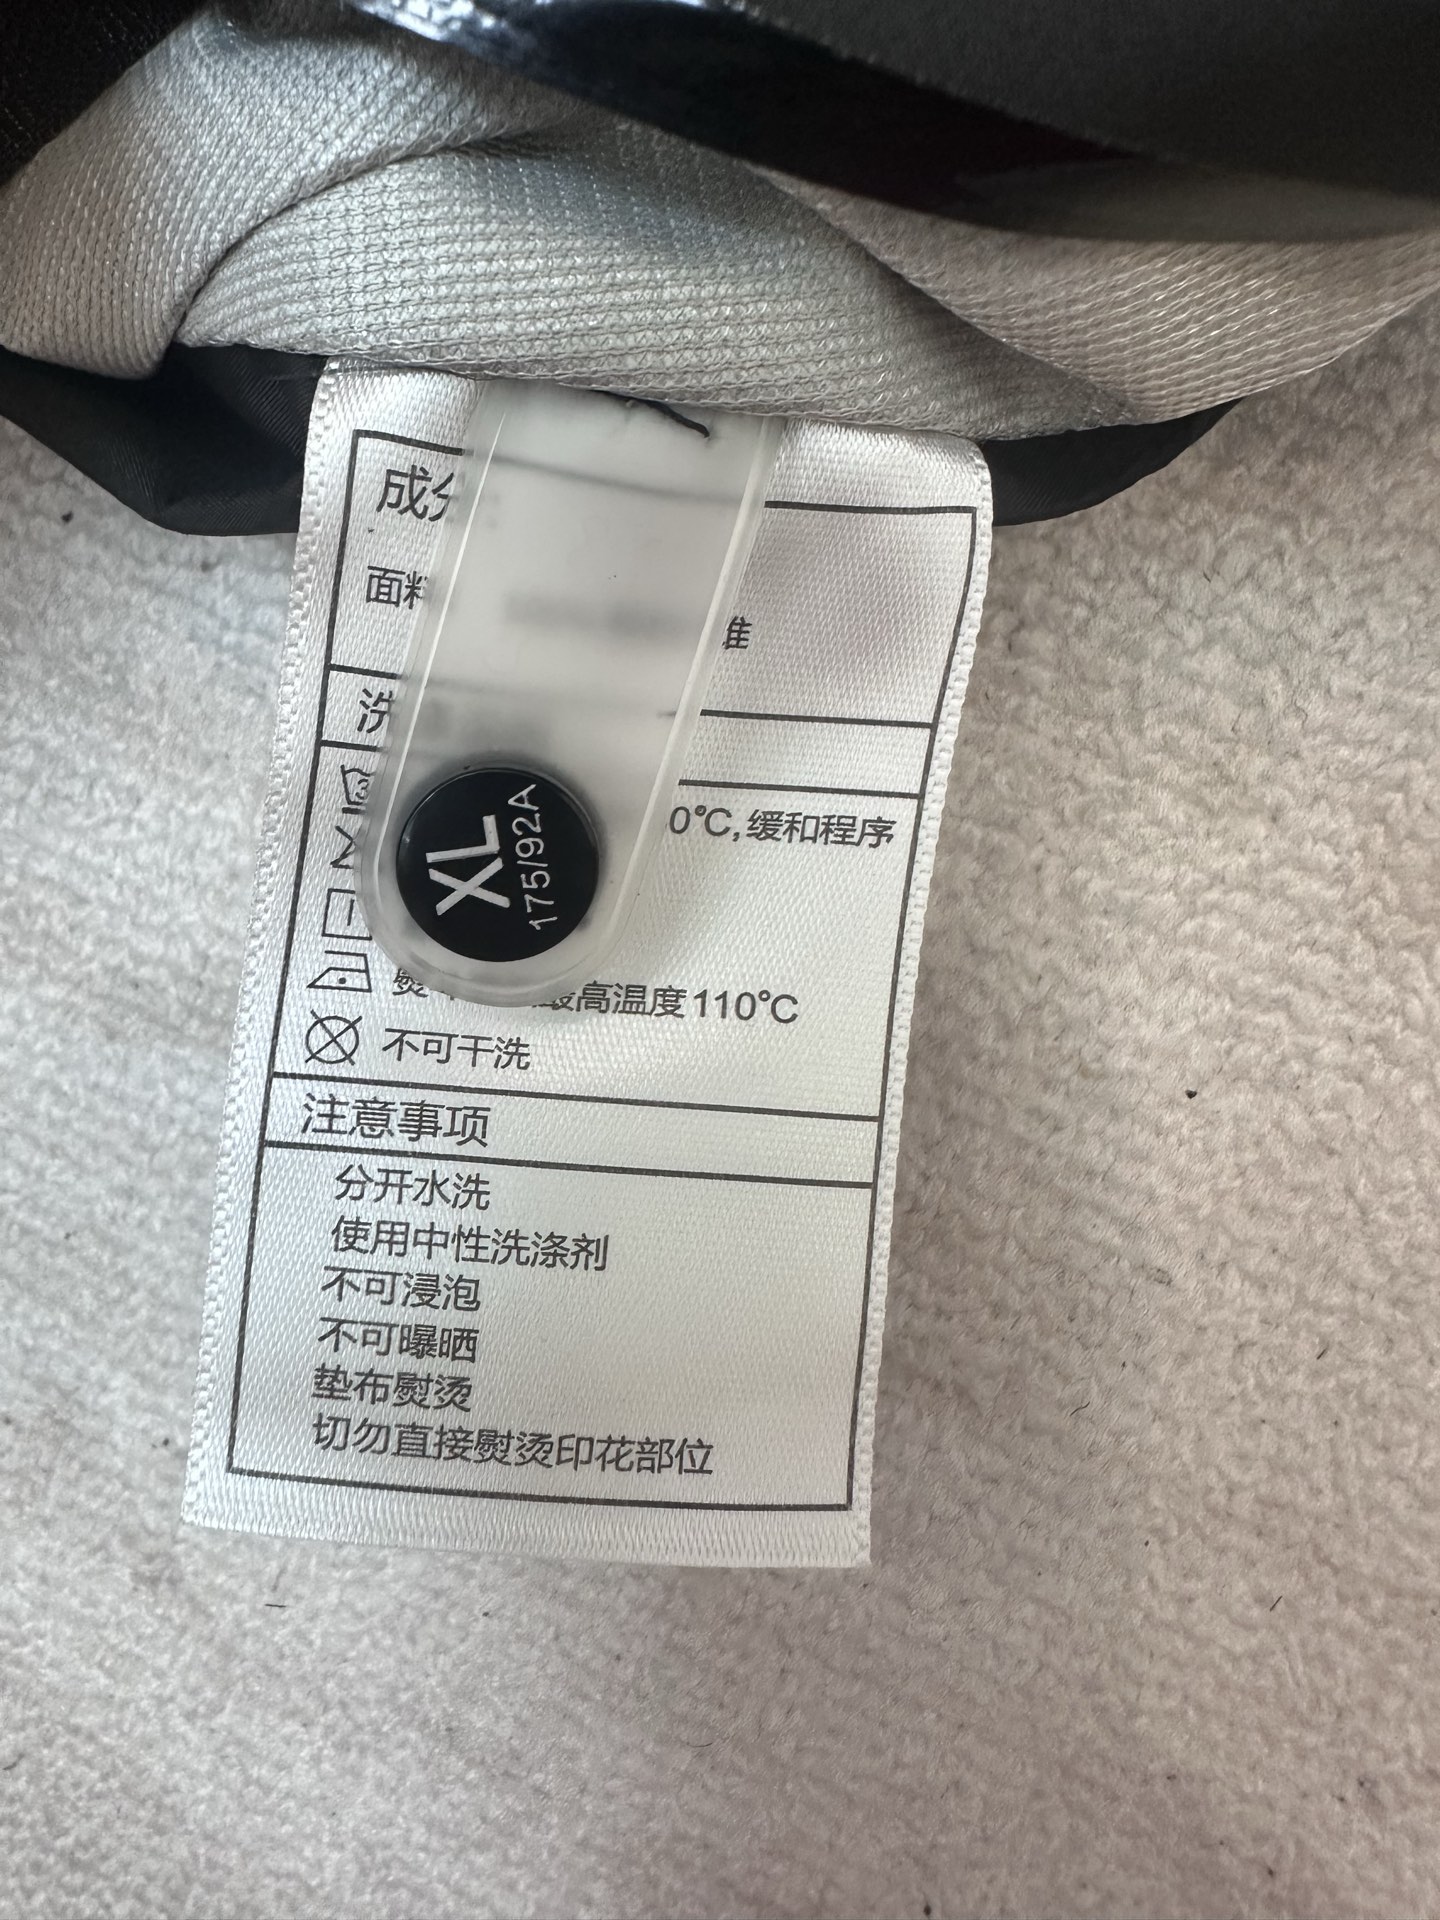 成分
面料
维
洗
0℃,缓和程序
XL
175/92A
最高温度110℃
不可干洗
注意事项
分开水洗
使用中性洗涤剂
不可浸泡
不可曝晒
垫布熨烫
切勿直接熨烫印花部位